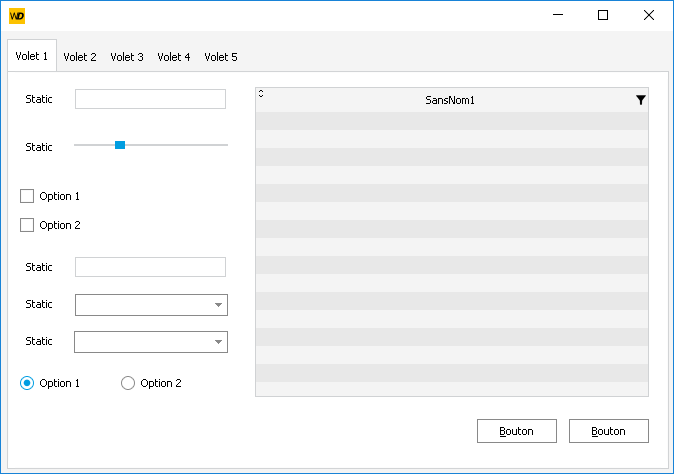 WD
Volet 1 Volet 2 Volet 3 Volet 4 Volet 5
Static
SansNom1
Static
Option 1
Option 2
Static
Static
Static
Option 1 Option 2
Bouton Bouton